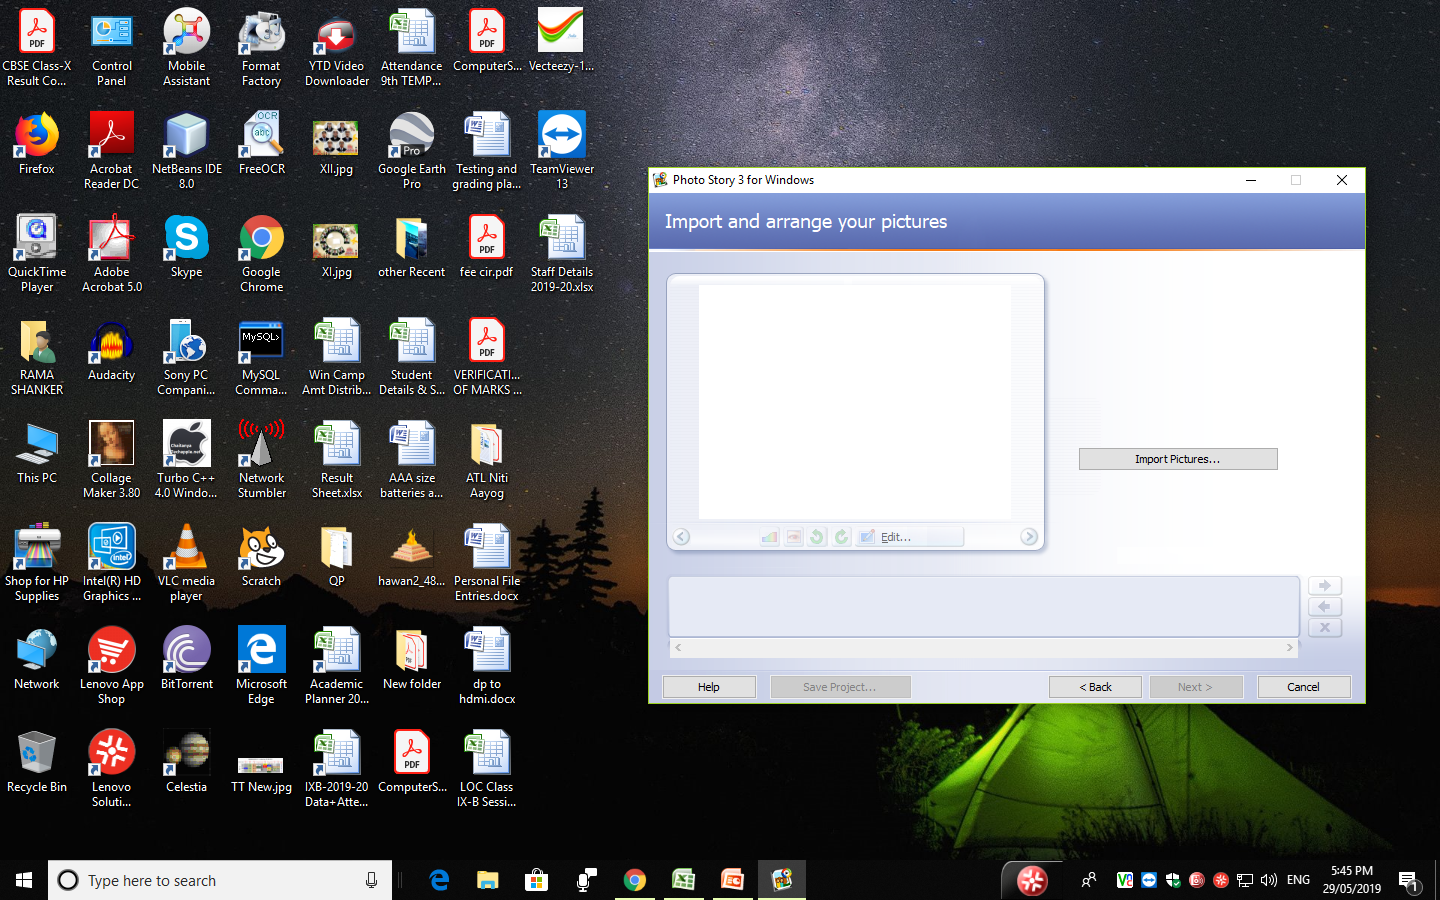 CBSE Class-X
Result Co...
Control
Panel
Mobile
Assistant
Format
Factory
YTD Video
Downloader
Attendance
9th TEMP...
ComputerS...
Vecteezy-1...
Firefox
Acrobat
Reader DC
NetBeans IDE
8.0
FreeOCR
XII.jpg
Google Earth
Pro
Testing and
grading pla...
TeamViewer
13
QuickTime
Player
Adobe
Acrobat 5.0
Skype
Google
Chrome
XI.jpg
other Recent
fee cir.pdf
Staff Details
2019-20.xlsx
RAMA
SHANKER
Audacity
Sony PC
Compani...
MySQL
Comma...
Win Camp
Amt Distrib...
Student
Details & S...
VERIFICATI...
OF MARKS ...
This PC
Collage
Maker 3.80
Turbo C++
4.0 Windo...
Network
Stumbler
Result
Sheet.xlsx
AAA size
batteries a...
ATL Niti
Aayog
Shop for HP
Supplies
Intel(R) HD
Graphics ...
VLC media
player
Scratch
QP
hawan2_48...
Personal File
Entries.docx
Network
Lenovo App
Shop
BitTorrent
Microsoft
Edge
Academic
Planner 20...
New folder
dp to
hdmi.docx
Recycle Bin
Lenovo
Soluti...
Celestia
TT New.jpg
IXB-2019-20
Data+Atte...
ComputerS...
LOC Class
IX-B Sessi...
Photo Story 3 for Windows
Import and arrange your pictures
Import Pictures...
Edit...
Help
Save Project...
< Back
Next >
Cancel
Type here to search
ENG
5:45 PM
29/05/2019
1